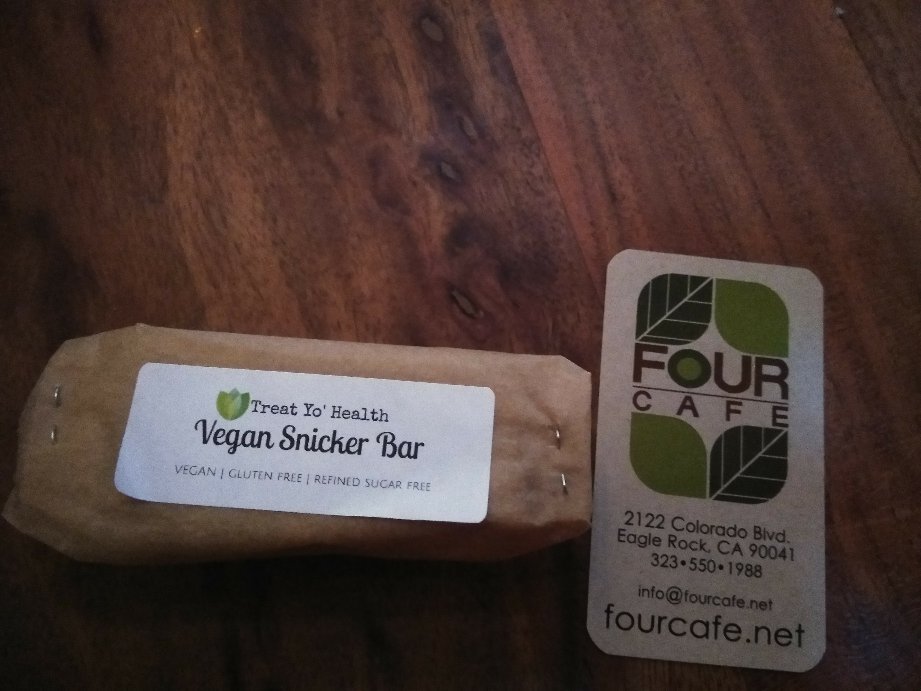 Treat Yo' Health
Vegan Snicker Bar
VEGAN | GLUTEN FREE | REFINED SUGAR FREE
FOUR
CAFE
2122 Colorado Blvd.
Eagle Rock, CA 90041
323•550•1988
info@fourcafe.net
fourcafe.net